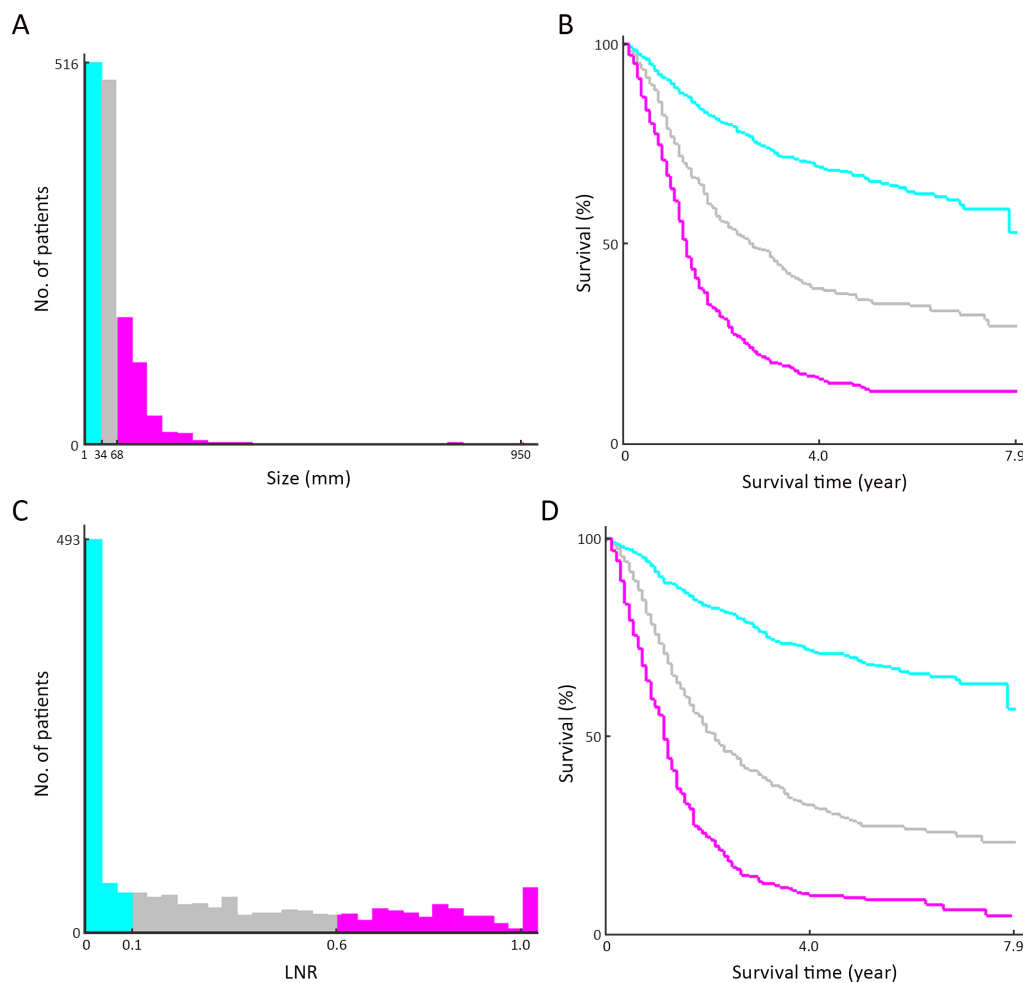 A
516
0
No. of patients
1 34 68 950
Size (mm)
B
100
50
0
Survival (%)
0 4.0 7.9
Survival time (year)
C
493
0
No. of patients
0 0.1 0.6 1.0
LNR
D
100
50
0
Survival (%)
0 4.0 7.9
Survival time (year)